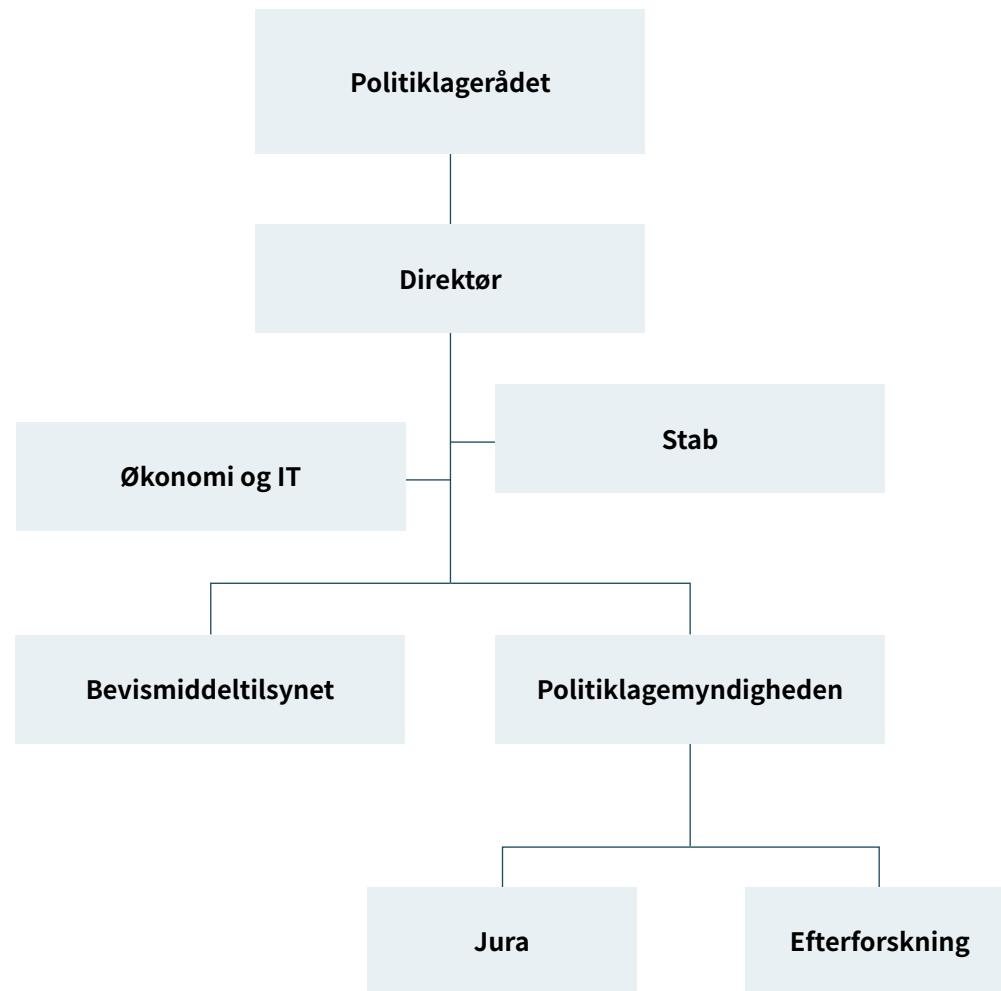 Politiklagerådet
Direktør
Stab
Økonomi og IT
Bevismiddeltilsynet
Politiklagemyndigheden
Jura
Efterforskning